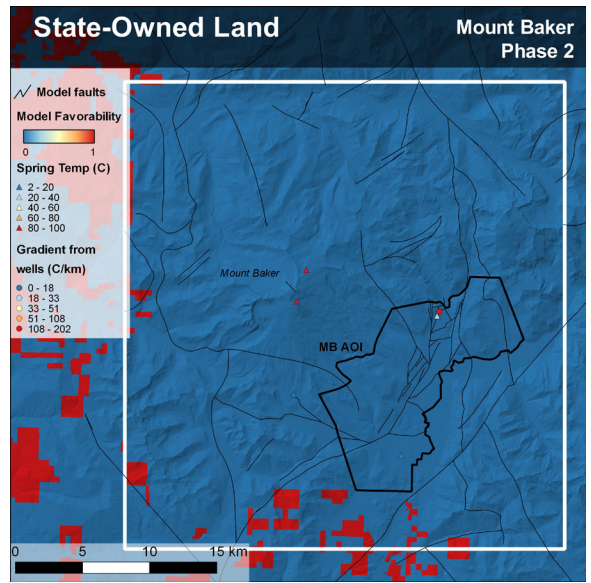 State-Owned Land
Mount Baker
Phase 2
Model faults
Model Favorability
0 1
Spring Temp (C)
2 - 20
20 - 40
40 - 60
60 - 80
80 - 100
Gradient from
wells (C/km)
0 - 18
18 - 33
33 - 51
51 - 108
108 - 202
Mount Baker
MB AOI
0 5 10 15 km